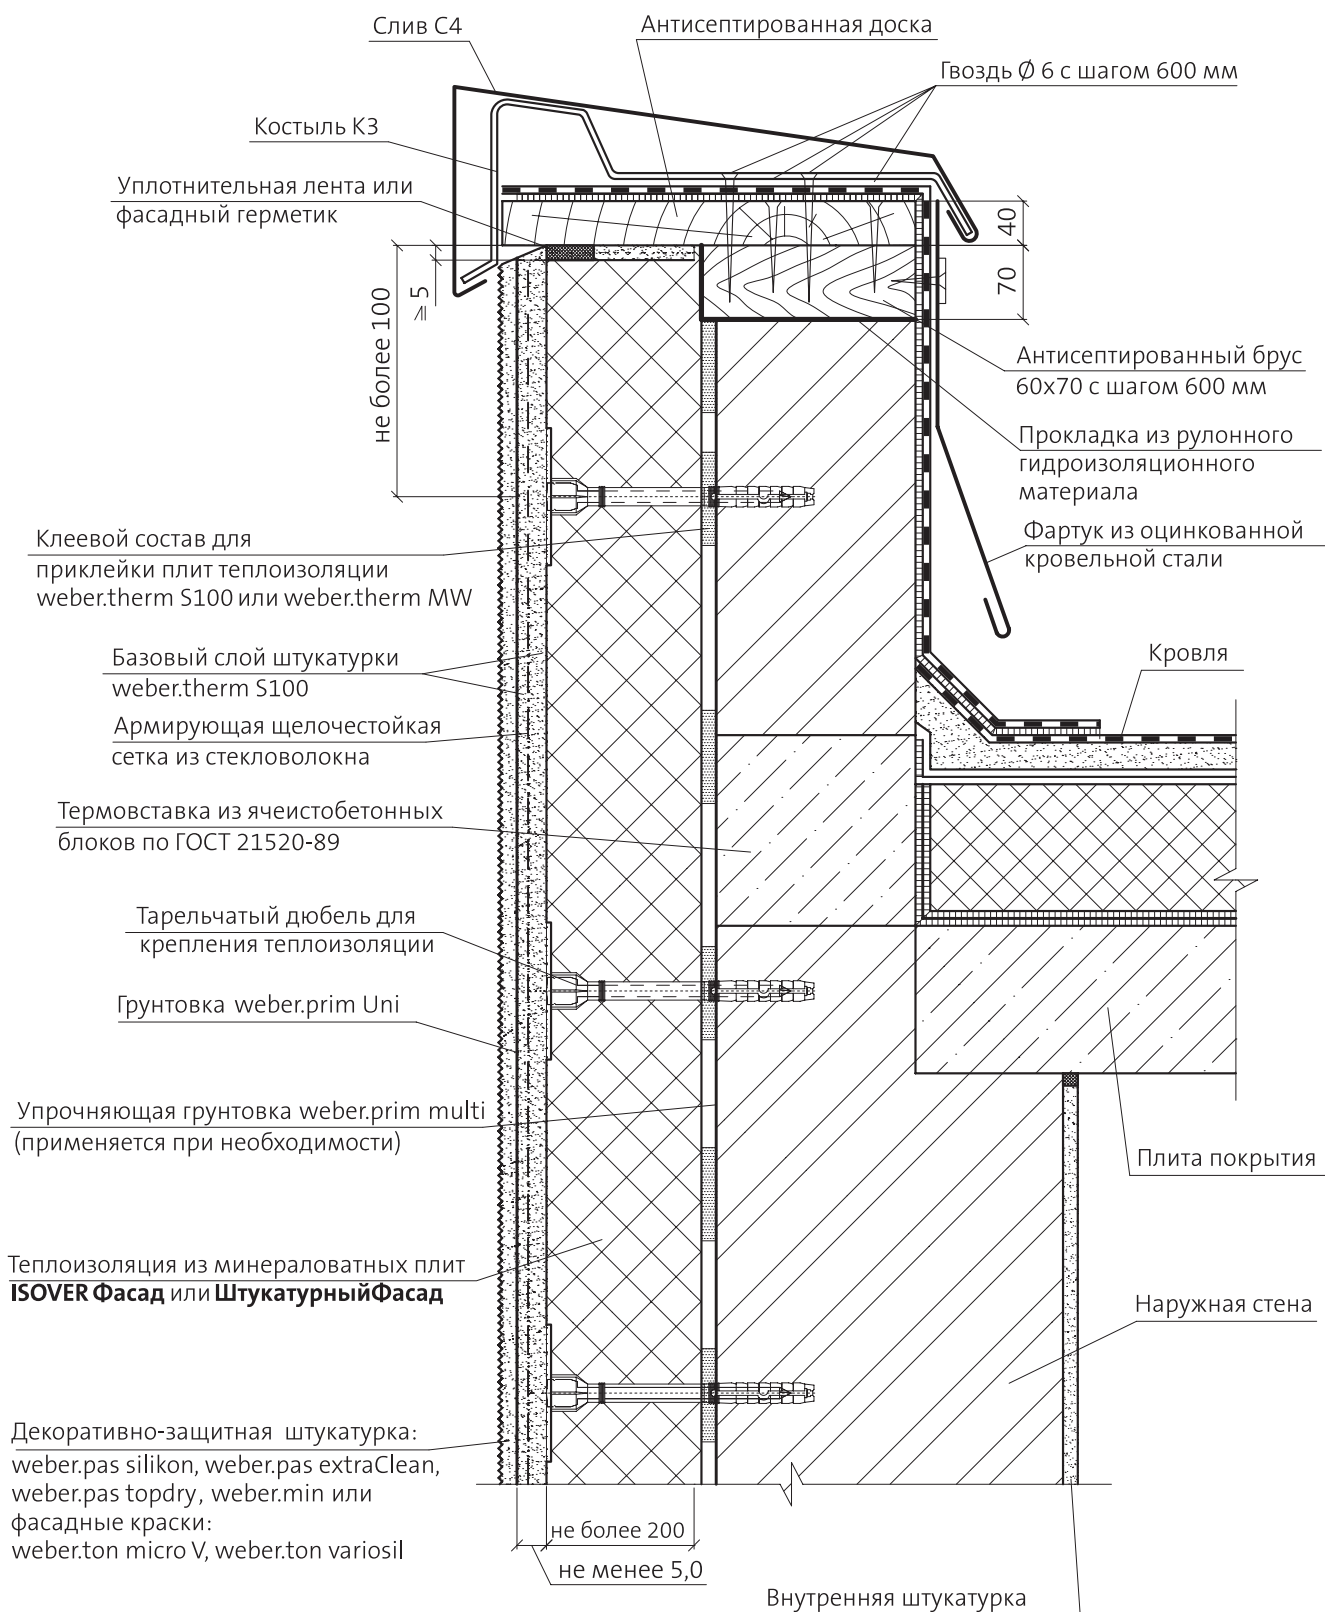 Слив С4
Антисептированная доска
Гвоздь Ø 6 с шагом 600 мм
Костыль К3
Уплотнительная лента или
фасадный герметик
40
70
не более 100
⩾ 5
Антисептированный брус
60х70 с шагом 600 мм
Прокладка из рулонного
гидроизоляционного
материала
Фартук из оцинкованной
кровельной стали
Клеевой состав для
приклейки плит теплоизоляции
weber.therm S100 или weber.therm MW
Базовый слой штукатурки
weber.therm S100
Кровля
Армирующая щелочестойкая
сетка из стекловолокна
Термовставка из ячеистобетонных
блоков по ГОСТ 21520-89
Тарельчатый дюбель для
крепления теплоизоляции
Грунтовка weber.prim Uni
Упрочняющая грунтовка weber.prim multi
(применяется при необходимости)
Плита покрытия
Теплоизоляция из минераловатных плит
ISOVER Фасад или ШтукатурныйФасад
Наружная стена
Декоративно-защитная штукатурка:
weber.pas silikon, weber.pas extraClean,
weber.pas topdry, weber.min или
фасадные краски:
weber.ton micro V, weber.ton variosil
не более 200
не менее 5,0
Внутренняя штукатурка